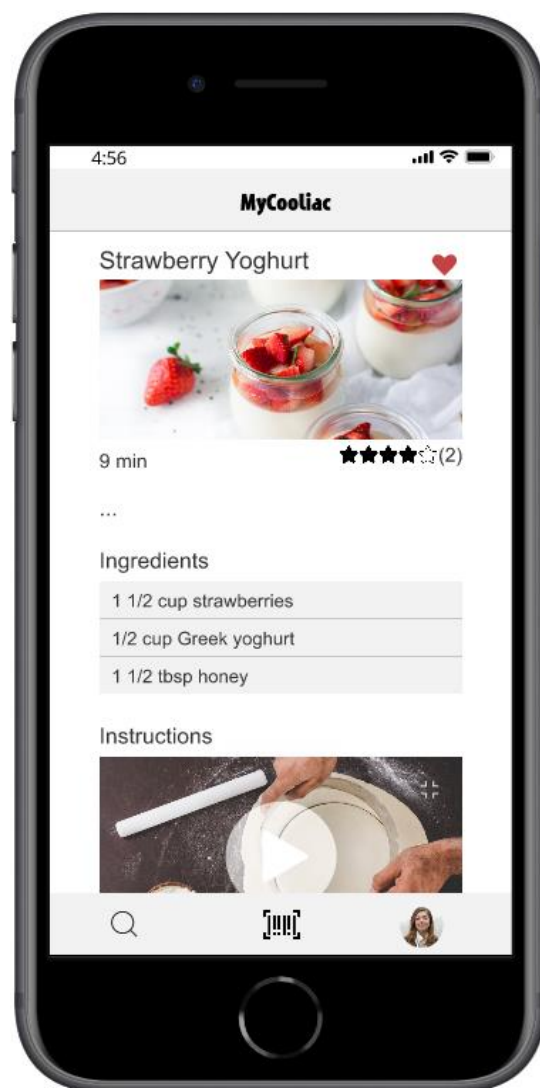 4:56
MyCooliac
Strawberry Yoghurt
9 min
(2)
...
Ingredients
1 1/2 cup strawberries
1/2 cup Greek yoghurt
1 1/2 tbsp honey
Instructions